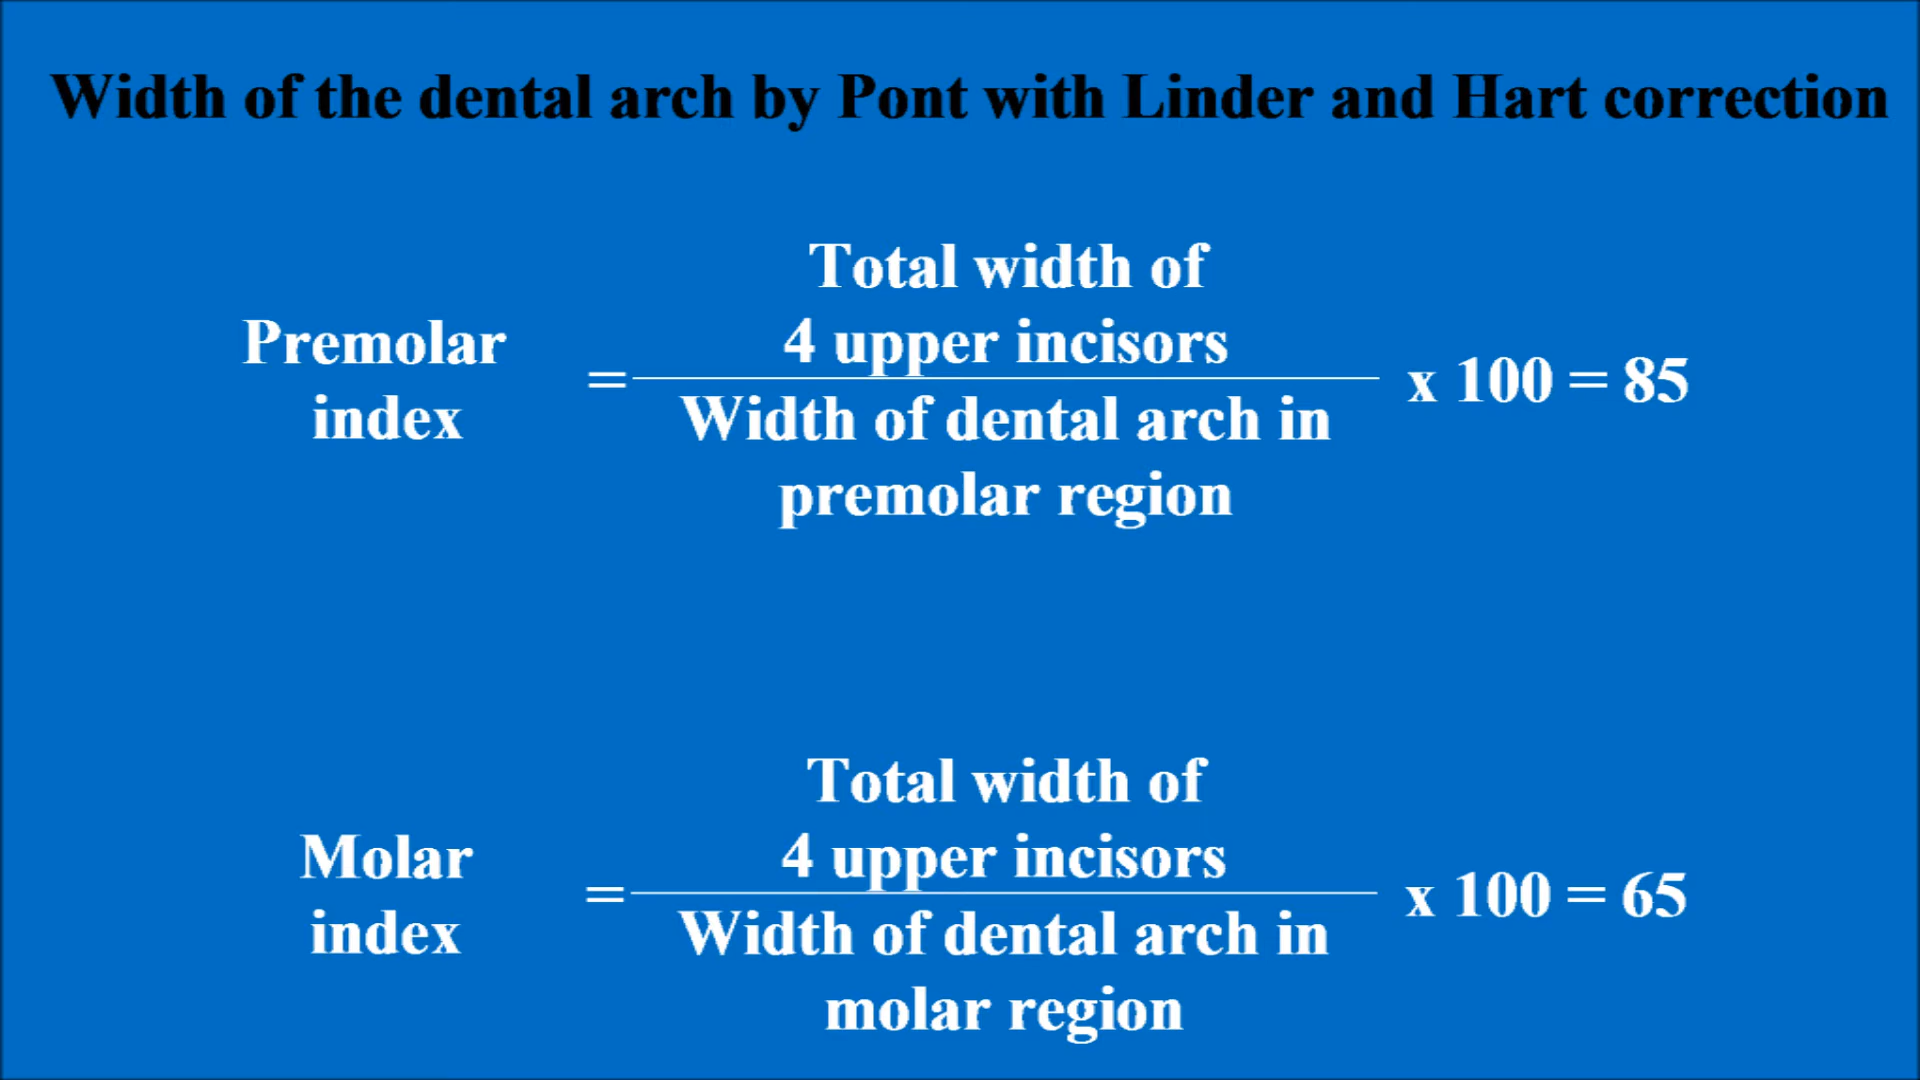 Width of the dental arch by Pont with Linder and Hart correction
Premolar
index
=
Total width of
4 upper incisors
Width of dental arch in
premolar region
x 100 = 85
Molar
index
=
Total width of
4 upper incisors
Width of dental arch in
molar region
x 100 = 65